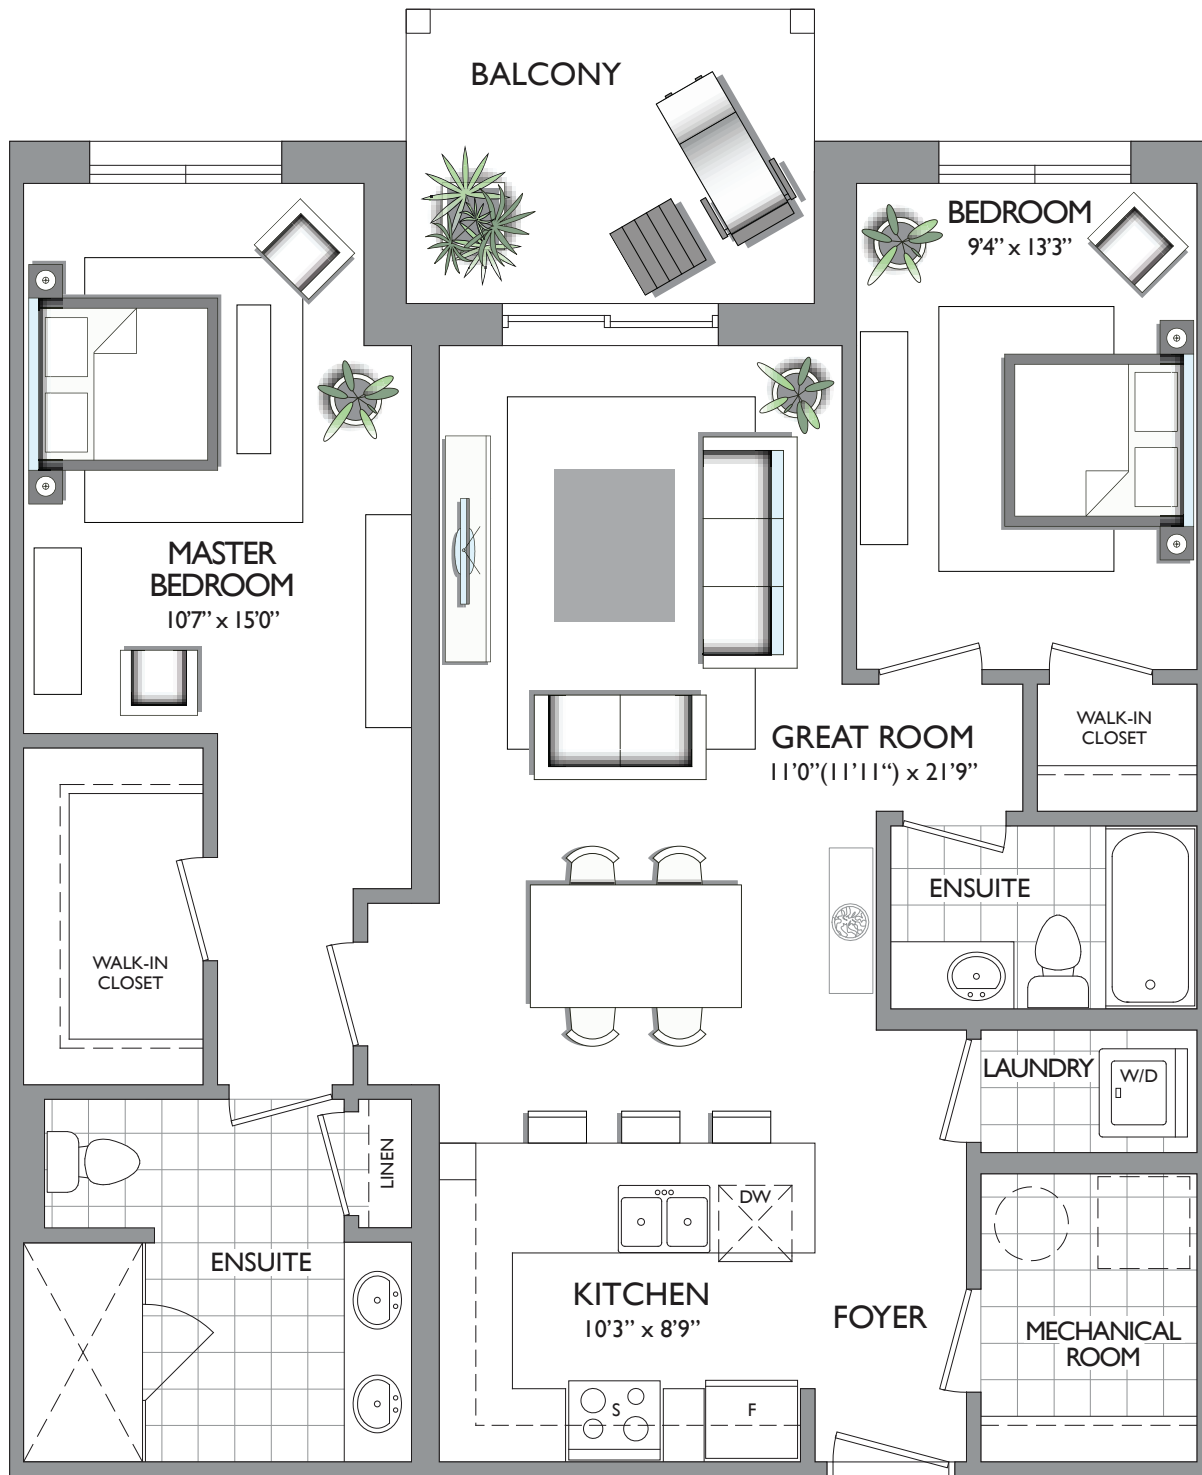 BALCONY
BEDROOM
9'4" x 13'3"
MASTER
BEDROOM
10'7" x 15'0"
GREAT ROOM
11'0"(11'11") x 21'9"
WALK-IN
CLOSET
ENSUITE
WALK-IN
CLOSET
LAUNDRY
W/D
LINEN
DW
ENSUITE
KITCHEN
10'3" x 8'9"
FOYER
MECHANICAL
ROOM
S
F